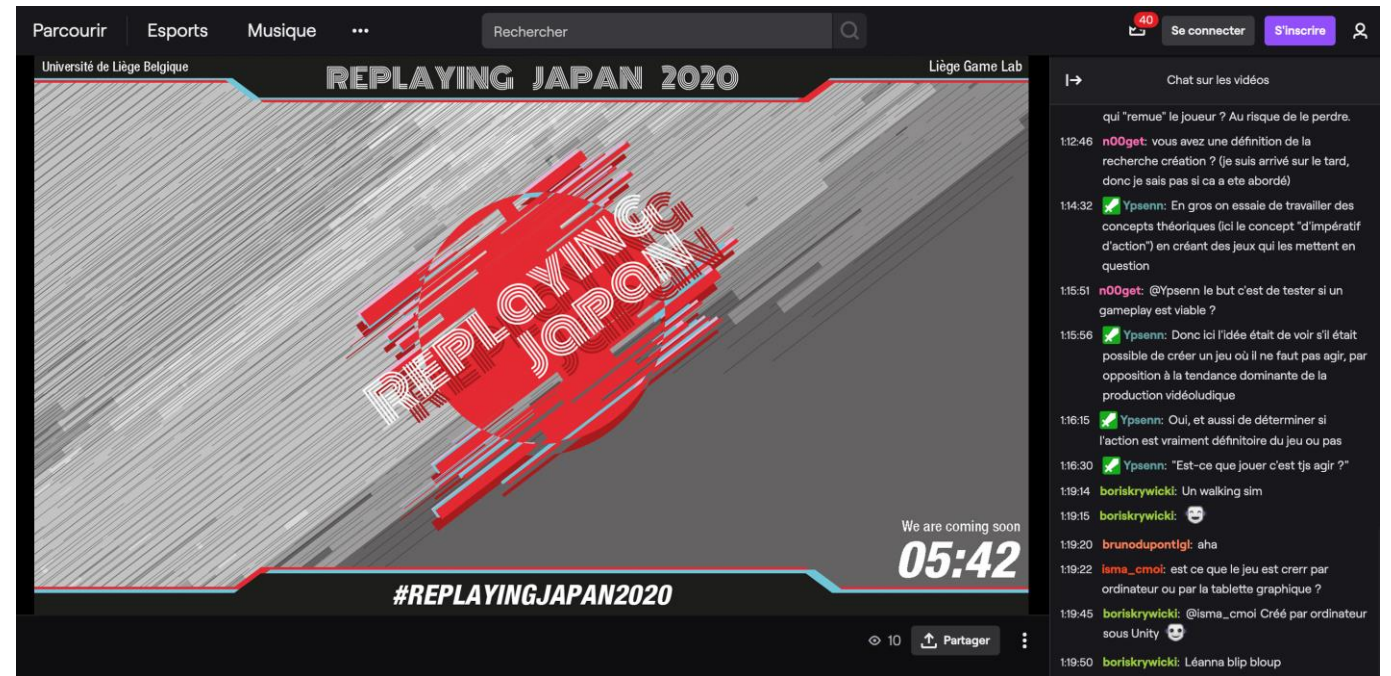 Parcourir
Esports
Musique
Rechercher
40
Se connecter
S'inscrire
Université de Liège Belgique
REPLAYING JAPAN 2020
Liège Game Lab
REPLAYING
JAPAN
We are coming soon
05:42
#REPLAYINGJAPAN2020
10
Partager
Chat sur les vidéos
qui "remue" le joueur ? Au risque de le perdre.
1:12:46 n00get: vous avez une définition de la
recherche création ? (je suis arrivé sur le tard,
donc je sais pas si ca a ete abordé)
1:14:32 Ypsenn: En gros on essaie de travailler des
concepts théoriques (ici le concept "d'impératif
d'action") en créant des jeux qui les mettent en
question
1:15:51 n00get: @Ypsenn le but c'est de tester si un
gameplay est viable ?
1:15:56 Ypsenn: Donc ici l'idée était de voir s'il était
possible de créer un jeu où il ne faut pas agir, par
opposition à la tendance dominante de la
production vidéoludique
1:16:15 Ypsenn: Oui, et aussi de déterminer si
l'action est vraiment définitoire du jeu ou pas
1:16:30 Ypsenn: "Est-ce que jouer c'est tjs agir ?"
1:19:14 boriskrywicki: Un walking sim
1:19:15 boriskrywicki:
1:19:20 brunodupontlgl: aha
1:19:22 isma_cmoi: est ce que le jeu est crerr par
ordinateur ou par la tablette graphique ?
1:19:45 boriskrywicki: @isma_cmoi Créé par ordinateur
sous Unity
1:19:50 boriskrywicki: Léanna blip bloup